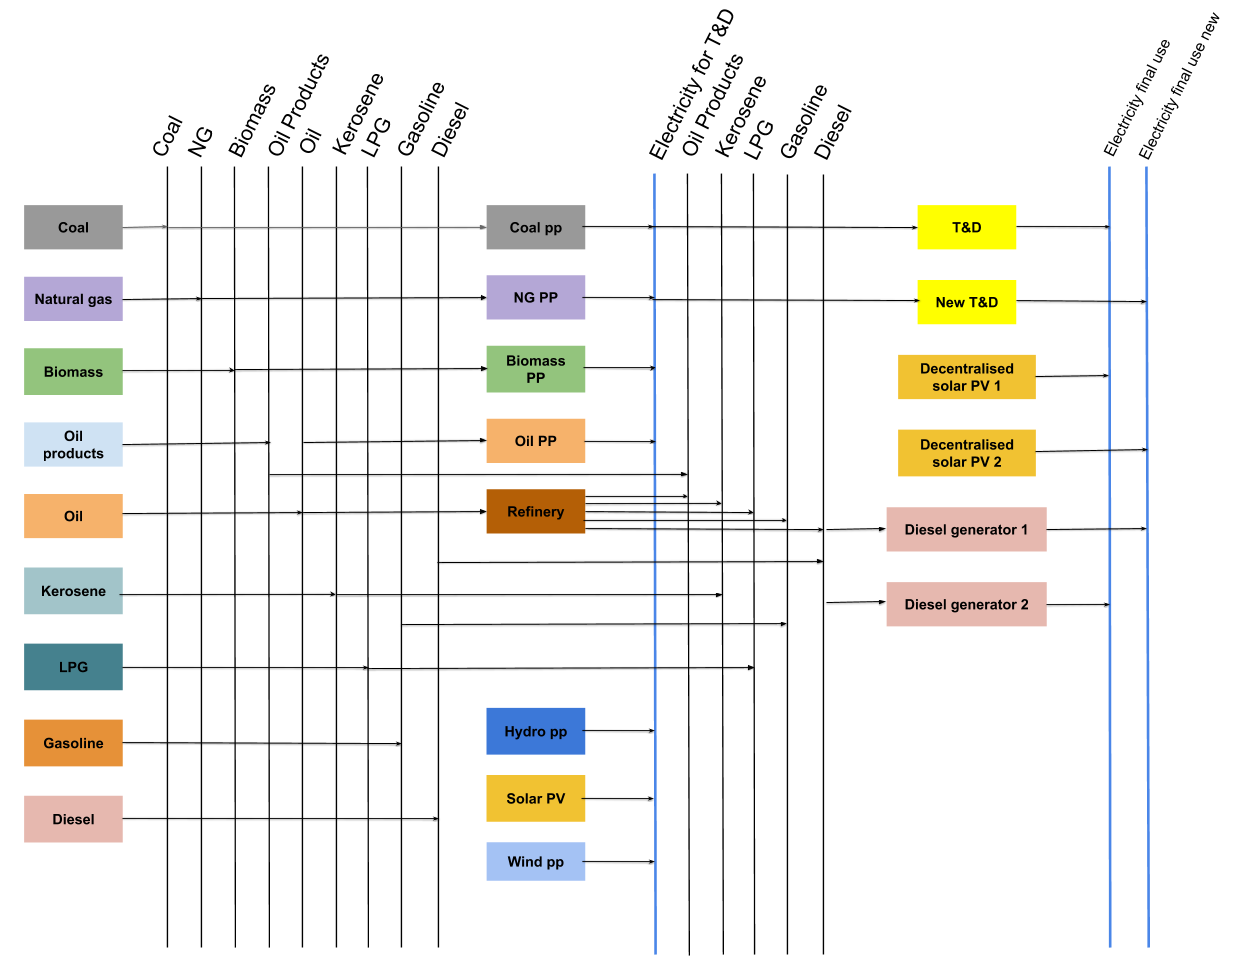 Coal
NG
Biomass
Oil Products
Oil
Kerosene
LPG
Gasoline
Diesel
Electricity for T&D
Oil Products
Kerosene
LPG
Gasoline
Diesel
Electricity final use
Electricity final use new
Coal
Coal pp
T&D
Natural gas
NG PP
New T&D
Biomass
Biomass
PP
Decentralised
solar PV 1
Oil
products
Oil PP
Decentralised
solar PV 2
Oil
Refinery
Diesel generator 1
Kerosene
Diesel generator 2
LPG
Gasoline
Hydro pp
Diesel
Solar PV
Wind pp